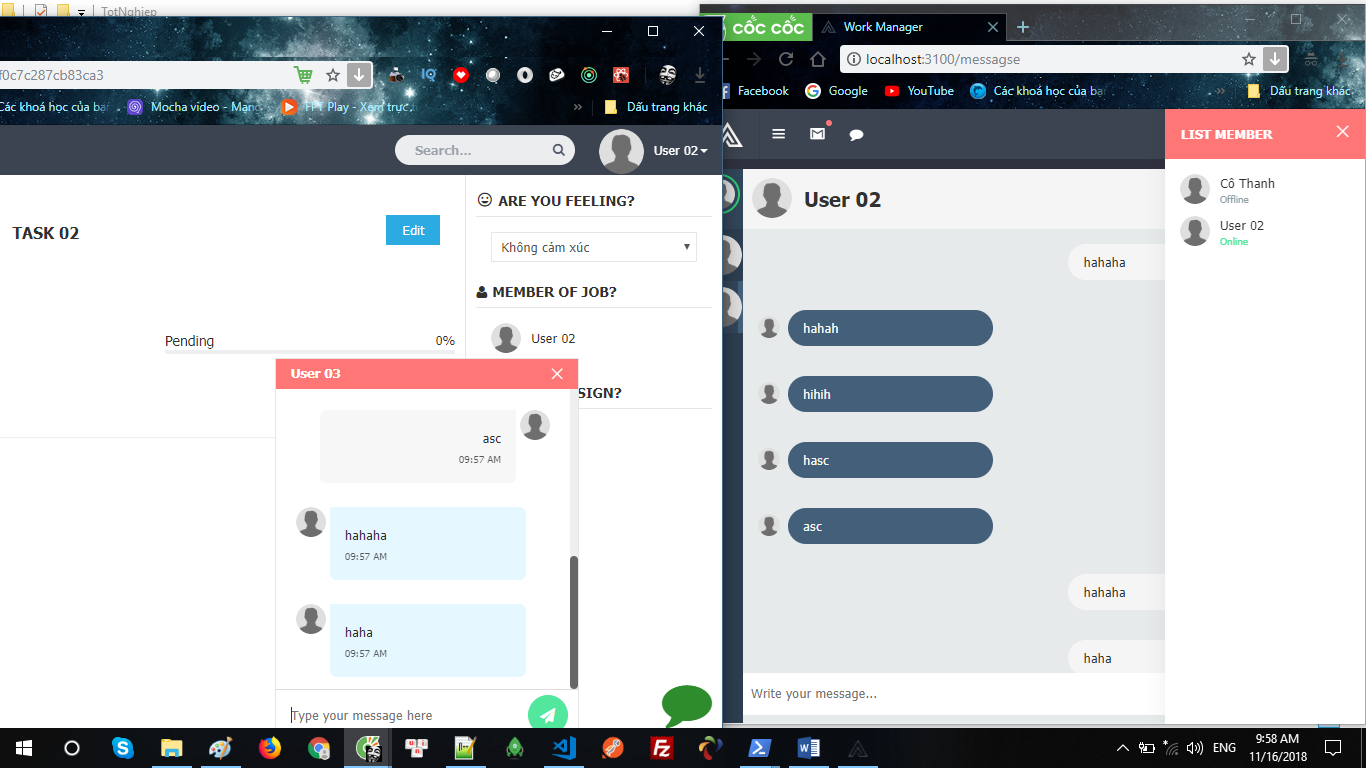 TotNghiep
f0c7c287cb83ca3
Các khoá học của bạn
Mocha video - Mạng
FPT Play - Xem trực
»
Dấu trang khác
Search...
User 02
TASK 02
Edit
Pending
0%
ARE YOU FEELING?
Không cảm xúc
MEMBER OF JOB?
User 02
SIGN?
User 03
asc
09:57 AM
hahaha
09:57 AM
haha
09:57 AM
Type your message here
CỐC CỐC
Work Manager
localhost:3100/messagse
Facebook
Google
YouTube
Các khoá học của bạn
»
Dấu trang khác
User 02
hahaha
hahah
hihih
hasc
asc
hahaha
haha
Write your message...
LIST MEMBER
Cô Thanh
Offline
User 02
Online
ENG
9:58 AM
11/16/2018